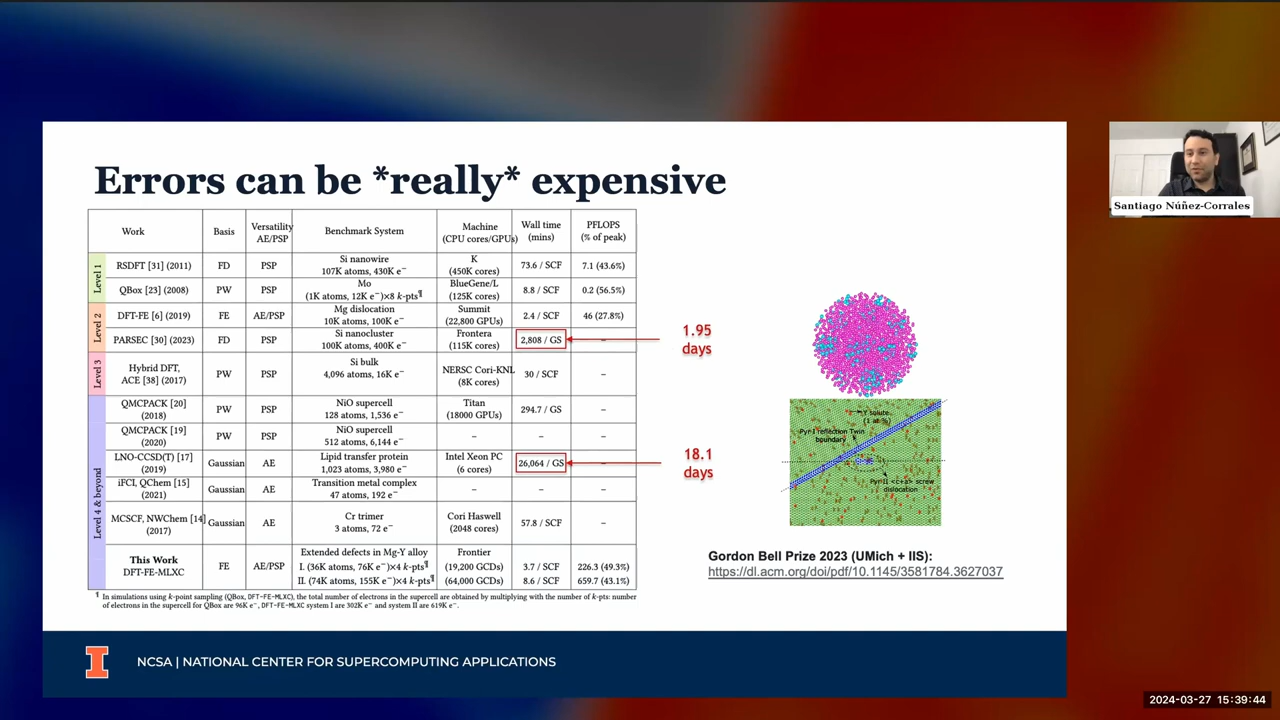 Errors can be *really* expensive
Work Basis Versatility AE/PSP Benchmark System Machine (CPU cores/GPUs) Wall time (mins) PFLOPS (% of peak)
Level 1
RSDFT [31] (2011) FD PSP Si nanowire 107K atoms, 430K e⁻ K (450K cores) 73.6 / SCF 7.1 (43.6%)
QBox [23] (2008) PW PSP Mo (1K atoms, 12K e⁻)×8 k-pts¶ BlueGene/L (125K cores) 8.8 / SCF 0.2 (56.5%)
Level 2
DFT-FE [6] (2019) FE AE/PSP Mg dislocation 10K atoms, 100K e⁻ Summit (22,800 GPUs) 2.4 / SCF 46 (27.8%)
PARSEC [30] (2023) FD PSP Si nanocluster 100K atoms, 400K e⁻ Frontera (115K cores) 2,808 / GS –
Level 3
Hybrid DFT, ACE [38] (2017) PW PSP Si bulk 4,096 atoms, 16K e⁻ NERSC Cori-KNL (8K cores) 30 / SCF –
Level 4 & beyond
QMCPACK [20] (2018) PW PSP NiO supercell 128 atoms, 1,536 e⁻ Titan (18000 GPUs) 294.7 / GS –
QMCPACK [19] (2020) PW PSP NiO supercell 512 atoms, 6,144 e⁻ – – –
LNO-CCSD(T) [17] (2019) Gaussian AE Lipid transfer protein 1,023 atoms, 3,980 e⁻ Intel Xeon PC (6 cores) 26,064 / GS –
iFCI, QChem [15] (2021) Gaussian AE Transition metal complex 47 atoms, 192 e⁻ – – –
MCSCF, NWChem [14] (2017) Gaussian AE Cr trimer 3 atoms, 72 e⁻ Cori Haswell (2048 cores) 57.8 / SCF –
This Work DFT-FE-MLXC FE AE/PSP Extended defects in Mg-Y alloy Frontier
I. (36K atoms, 76K e⁻)×4 k-pts¶ (19,200 GCDs) 3.7 / SCF 226.3 (49.3%)
II. (74K atoms, 155K e⁻)×4 k-pts¶ (64,000 GCDs) 8.6 / SCF 659.7 (43.1%)
¶ In simulations using k-point sampling (QBox, DFT-FE-MLXC), the total number of electrons in the supercell are obtained by multiplying with the number of k-pts: number
of electrons in the supercell for QBox are 96K e⁻, DFT-FE-MLXC system I are 302K e⁻ and system II are 619K e⁻.
1.95
days
18.1
days
Y solute
(1 at %)
Pyr I reflection Twin
boundary
Pyr II <c+a> screw
dislocation
Gordon Bell Prize 2023 (UMich + IIS):
https://dl.acm.org/doi/pdf/10.1145/3581784.3627037
I NCSA | NATIONAL CENTER FOR SUPERCOMPUTING APPLICATIONS
Santiago Núñez-Corrales
2024-03-27 15:39:44